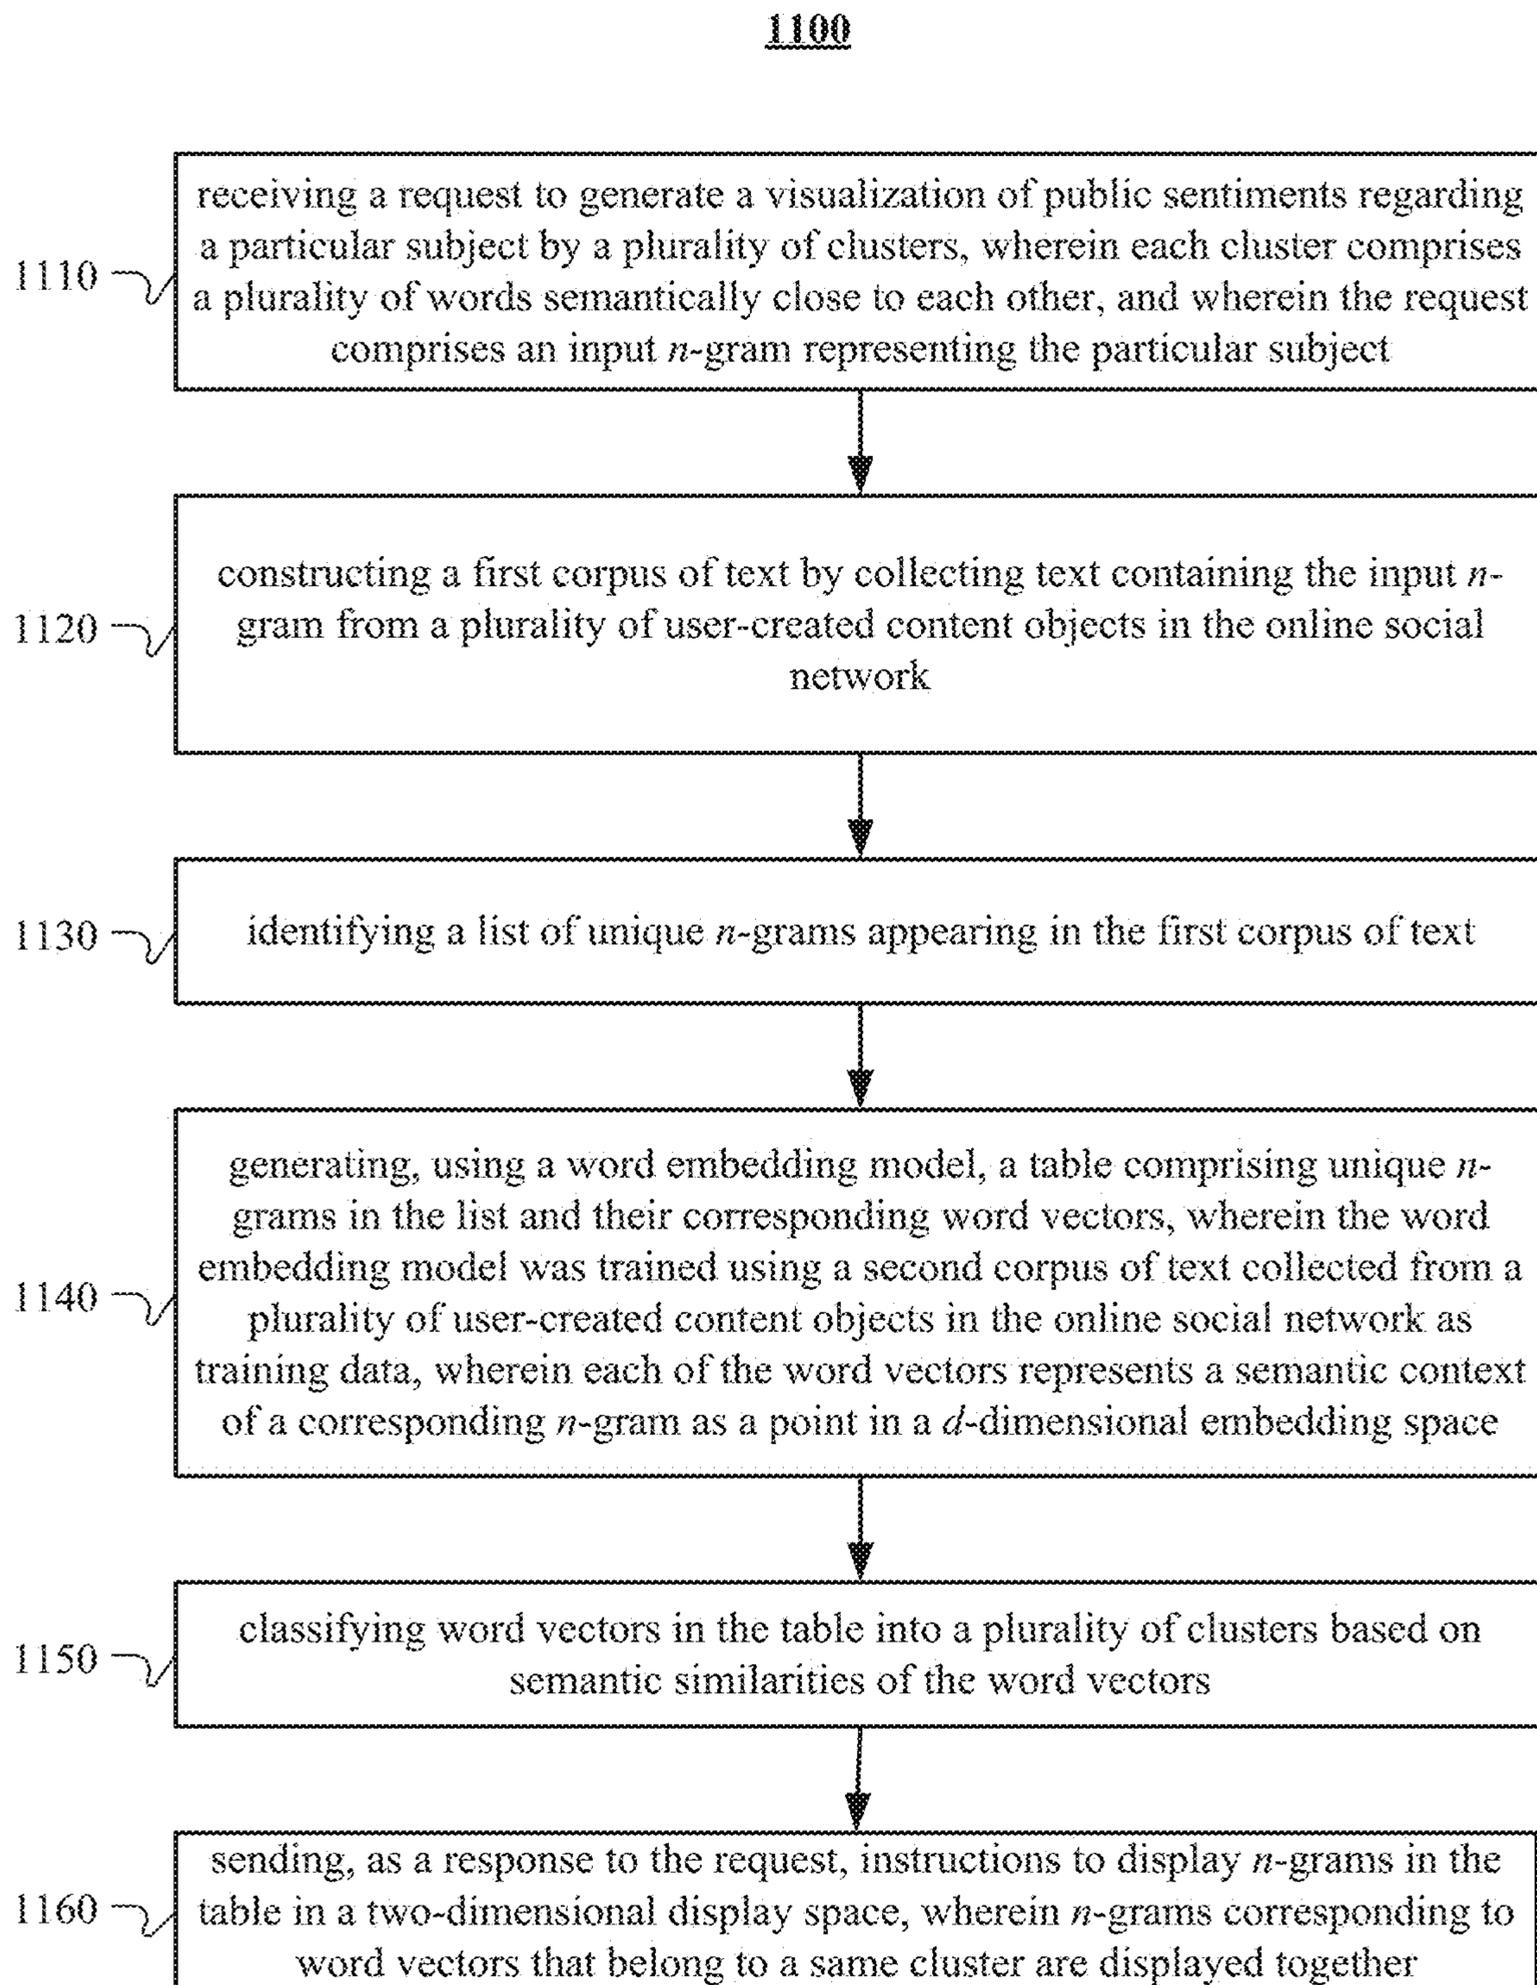 1100
receiving a request to generate a visualization of public sentiments regarding
a particular subject by a plurality of clusters, wherein each cluster comprises
1110
a plurality of words semantically close to each other, and wherein the request
comprises an input n-gram representing the particular subject
constructing a first corpus of text by collecting text containing the input n-
1120
gram from a plurality of user-created content objects in the online social
network
1130
identifying a list of unique n-grams appearing in the first corpus of text
generating, using a word embedding model, a table comprising unique n-
grams in the list and their corresponding word vectors, wherein the word
embedding model was trained using a second corpus of text collected from a
1140
plurality of user-created content objects in the online social network as
training data, wherein each of the word vectors represents a semantic context
of a corresponding n-gram as a point in a d-dimensional embedding space
classifying word vectors in the table into a plurality of clusters based on
1150
semantic similarities of the word vectors
sending, as a response to the request, instructions to display n-grams in the
1160
table in a two-dimensional display space, wherein n-grams corresponding to
word vectors that belong to a same cluster are displayed together